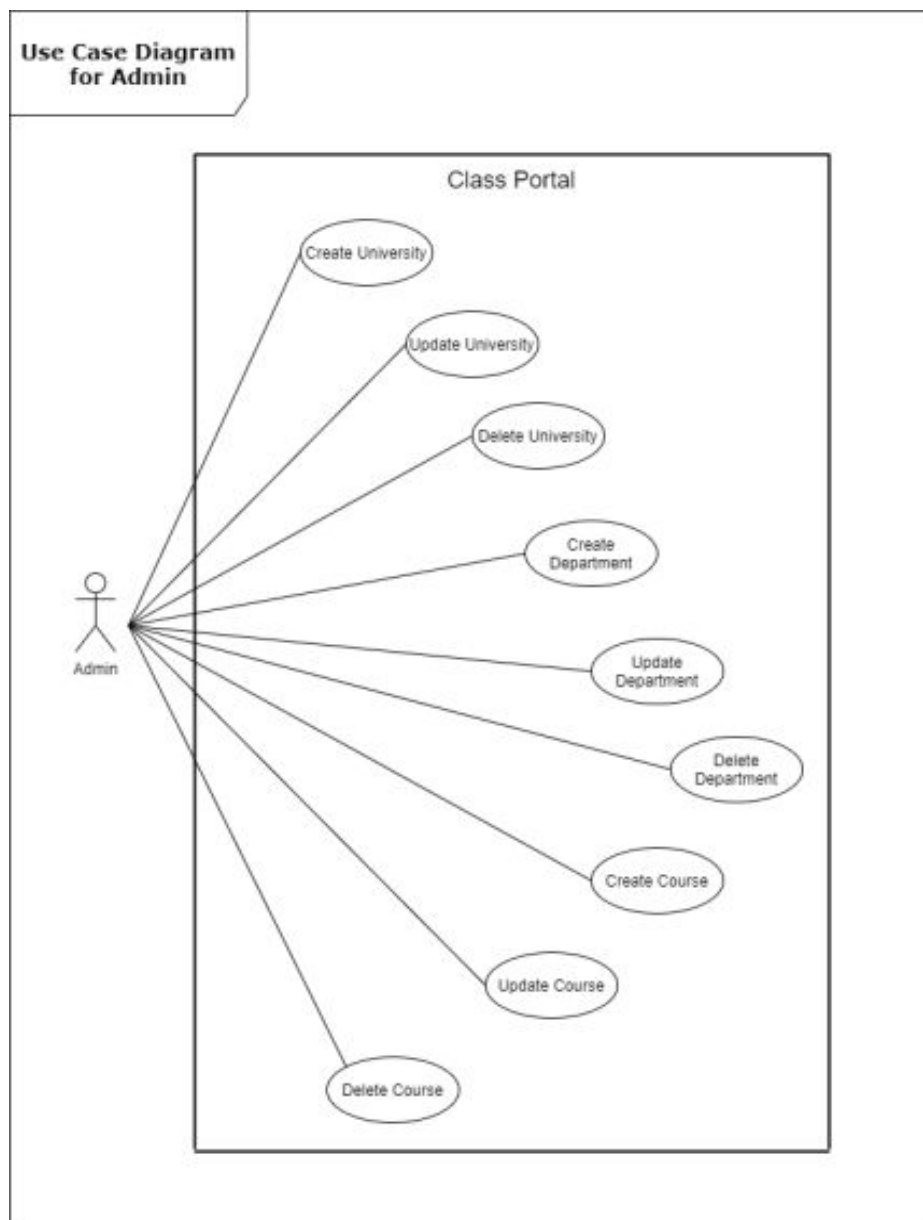 Use Case Diagram
for Admin
Class Portal
Create University
Update University
Delete University
Create
Department
Update
Department
Admin
Delete
Department
Create Course
Update Course
Delete Course